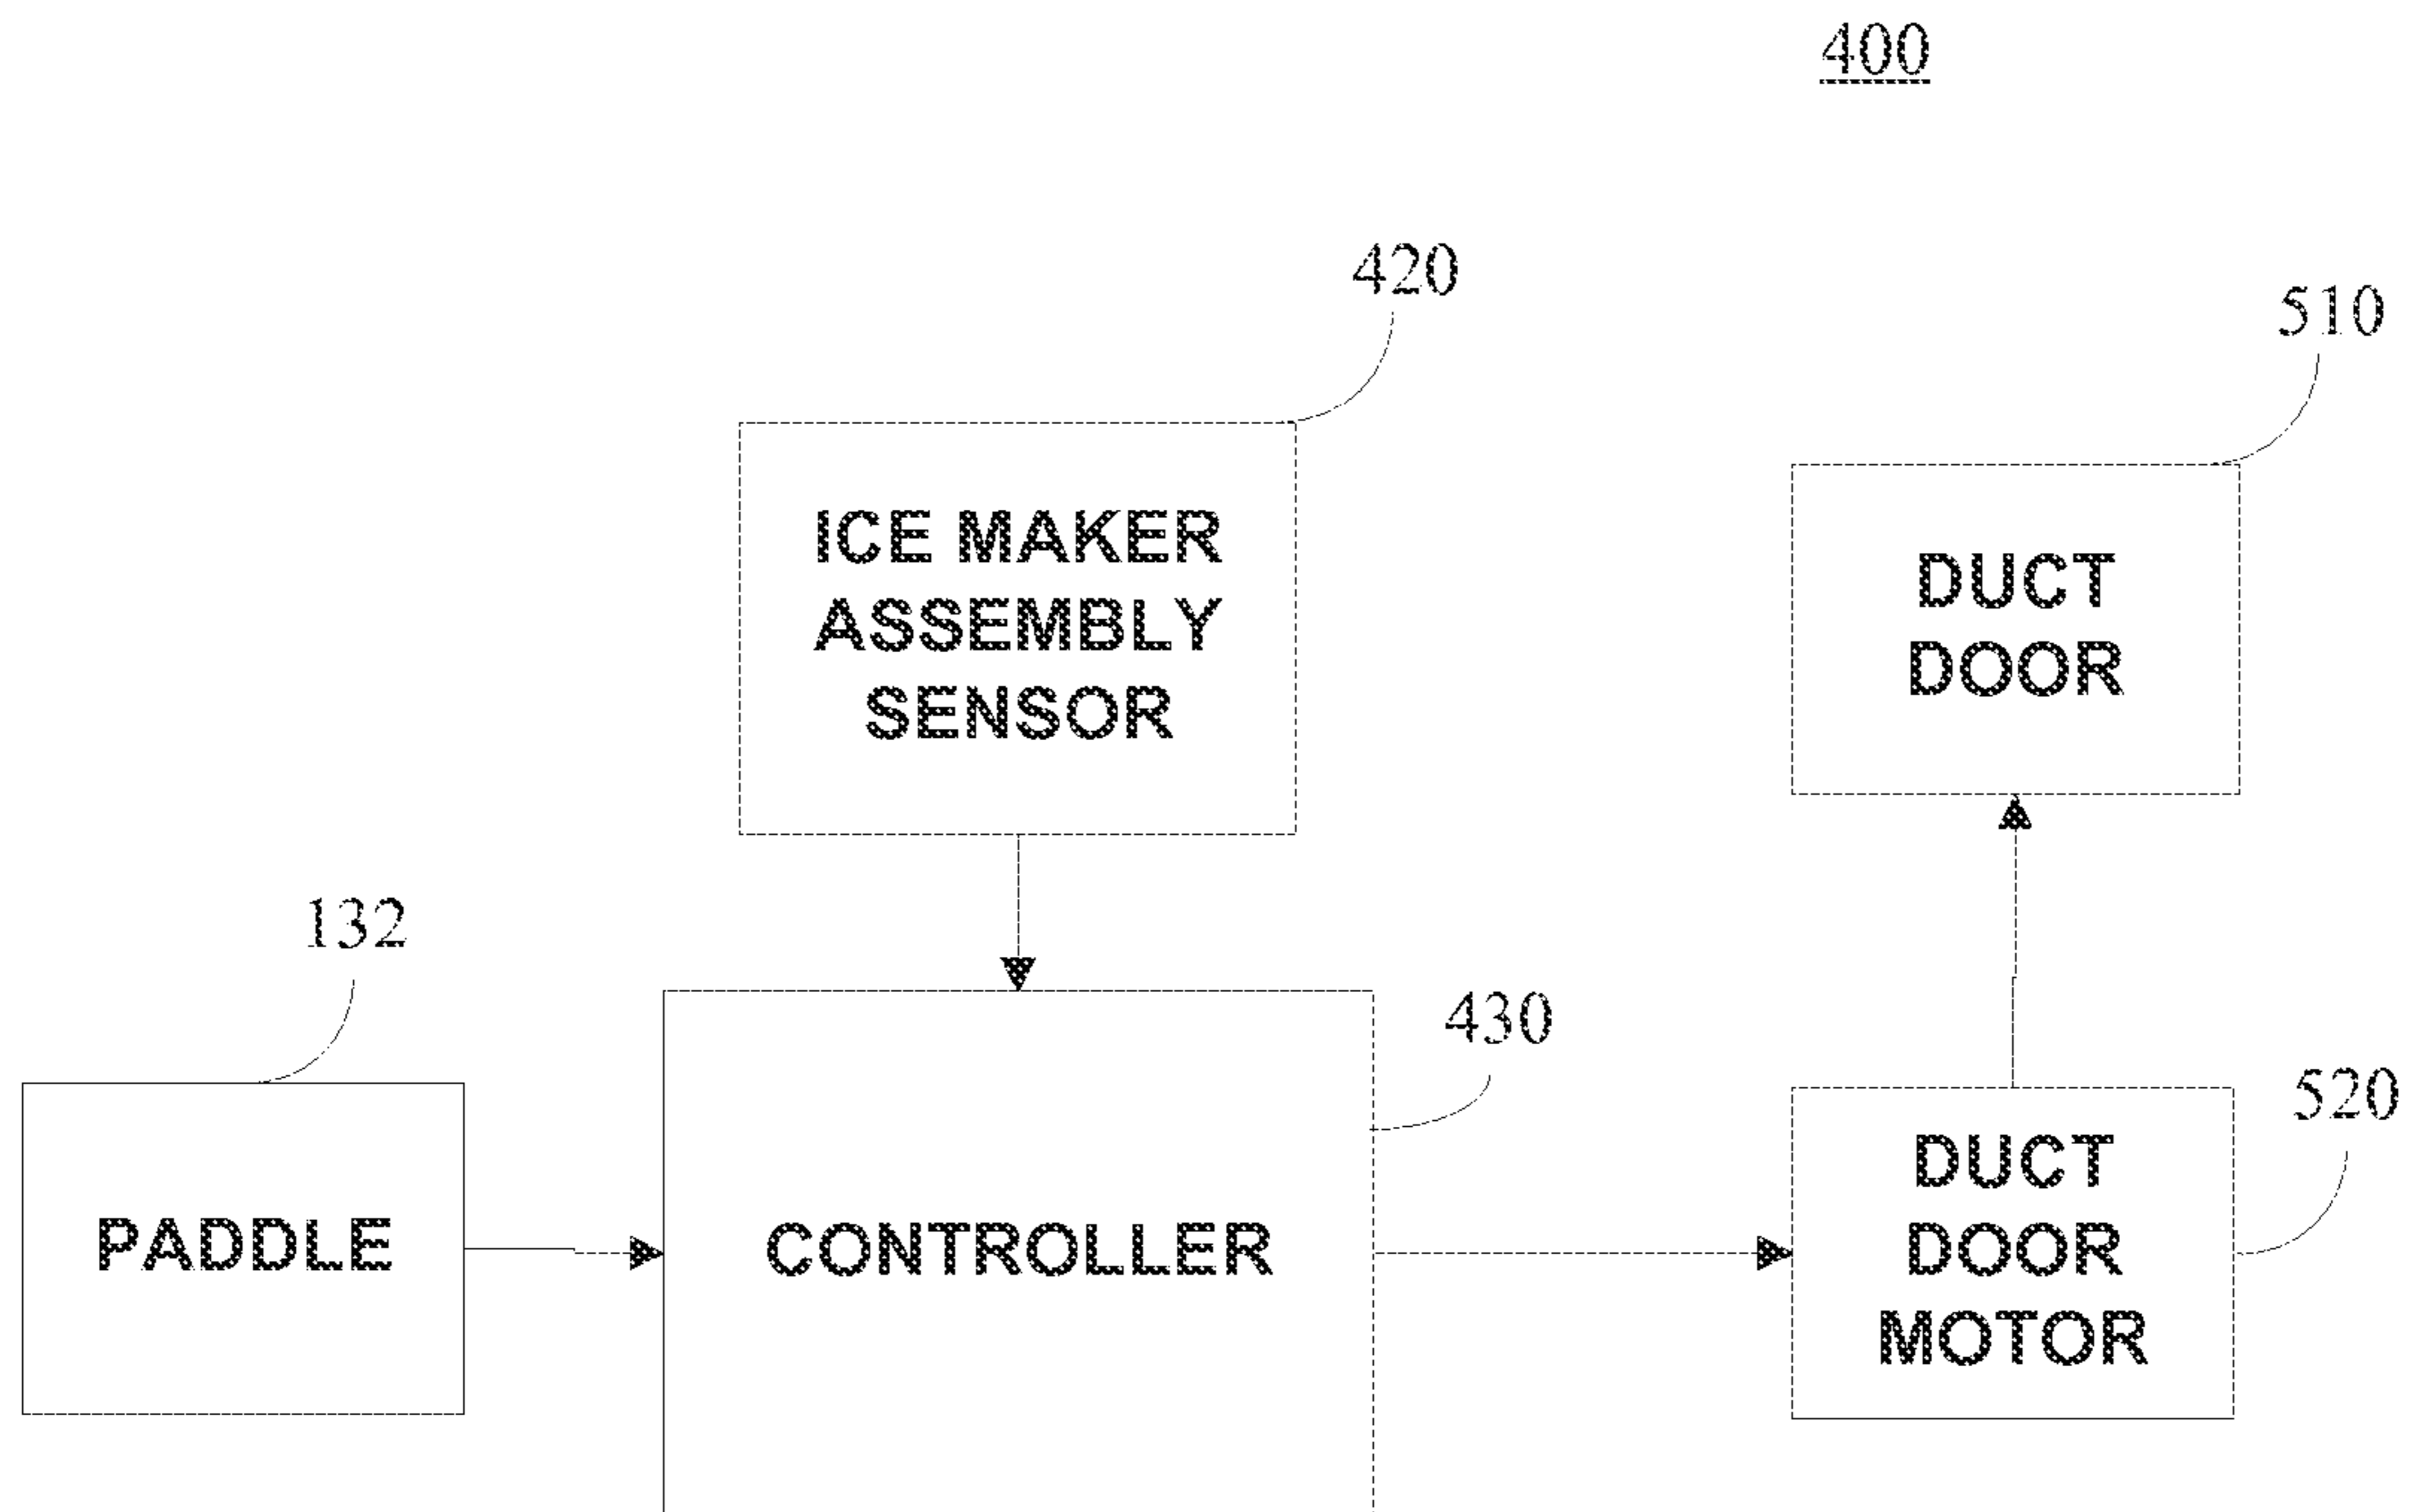 400
420
510
ICE MAKER
ASSEMBLY
SENSOR
DUCT
DOOR
132
430
520
PADDLE
CONTROLLER
DUCT
DOOR
MOTOR